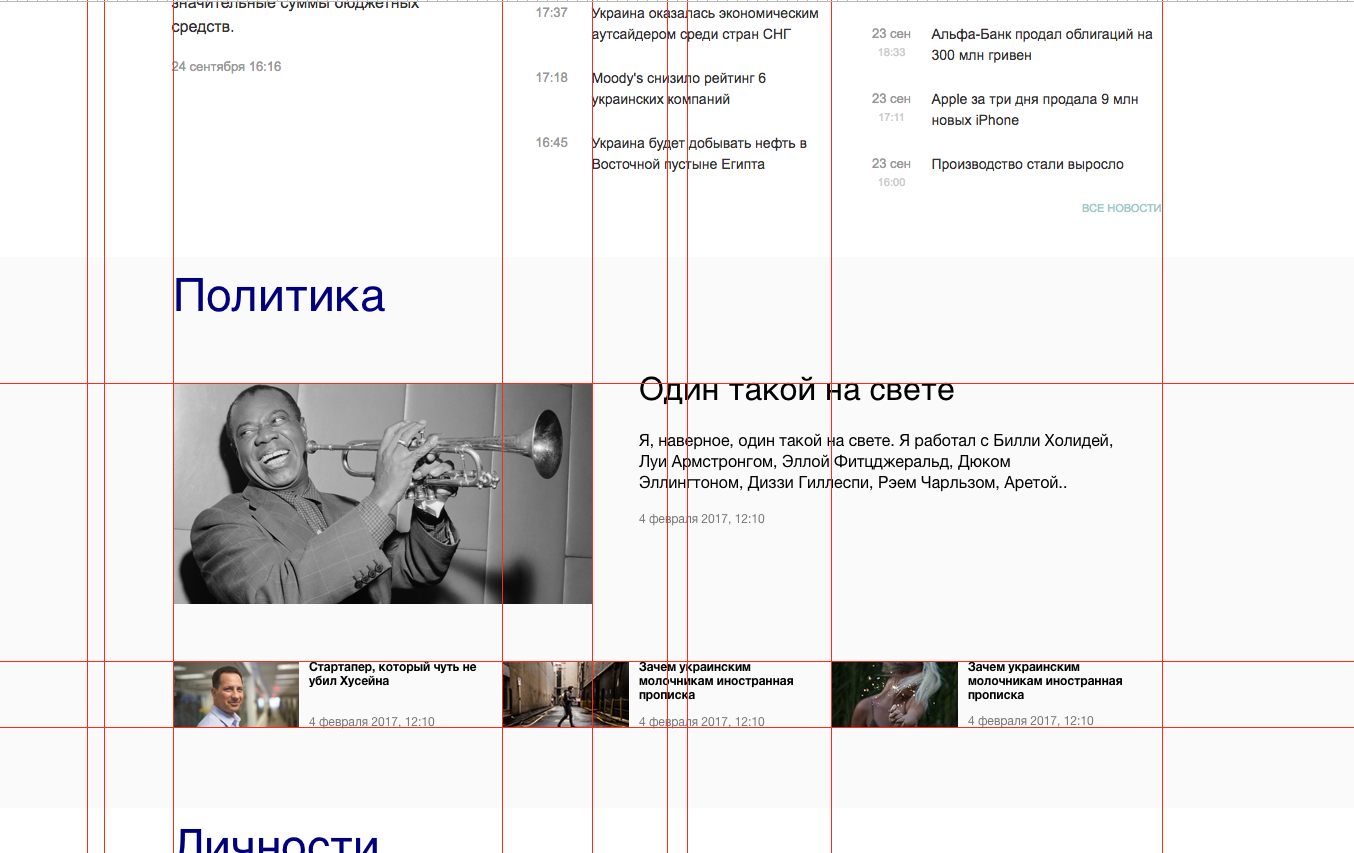 значительные суммы бюджетных
средств.
24 сентября 16:16
17:37
Украина оказалась экономическим
аутсайдером среди стран СНГ
17:18
Moody's снизило рейтинг 6
украинских компаний
16:45
Украина будет добывать нефть в
Восточной пустыне Египта
23 сен
18:33
Альфа-Банк продал облигаций на
300 млн гривен
23 сен
17:11
Apple за три дня продала 9 млн
новых iPhone
23 сен
16:00
Производство стали выросло
ВСЕ НОВОСТИ
Политика
Один такой на свете
Я, наверное, один такой на свете. Я работал с Билли Холидей,
Луи Армстронгом, Эллой Фитцджеральд, Дюком
Эллингтоном, Диззи Гиллеспи, Рэем Чарльзом, Аретой..
4 февраля 2017, 12:10
Стартапер, который чуть не
убил Хусейна
4 февраля 2017, 12:10
Зачем украинским
молочникам иностранная
прописка
4 февраля 2017, 12:10
Зачем украинским
молочникам иностранная
прописка
4 февраля 2017, 12:10
Личности